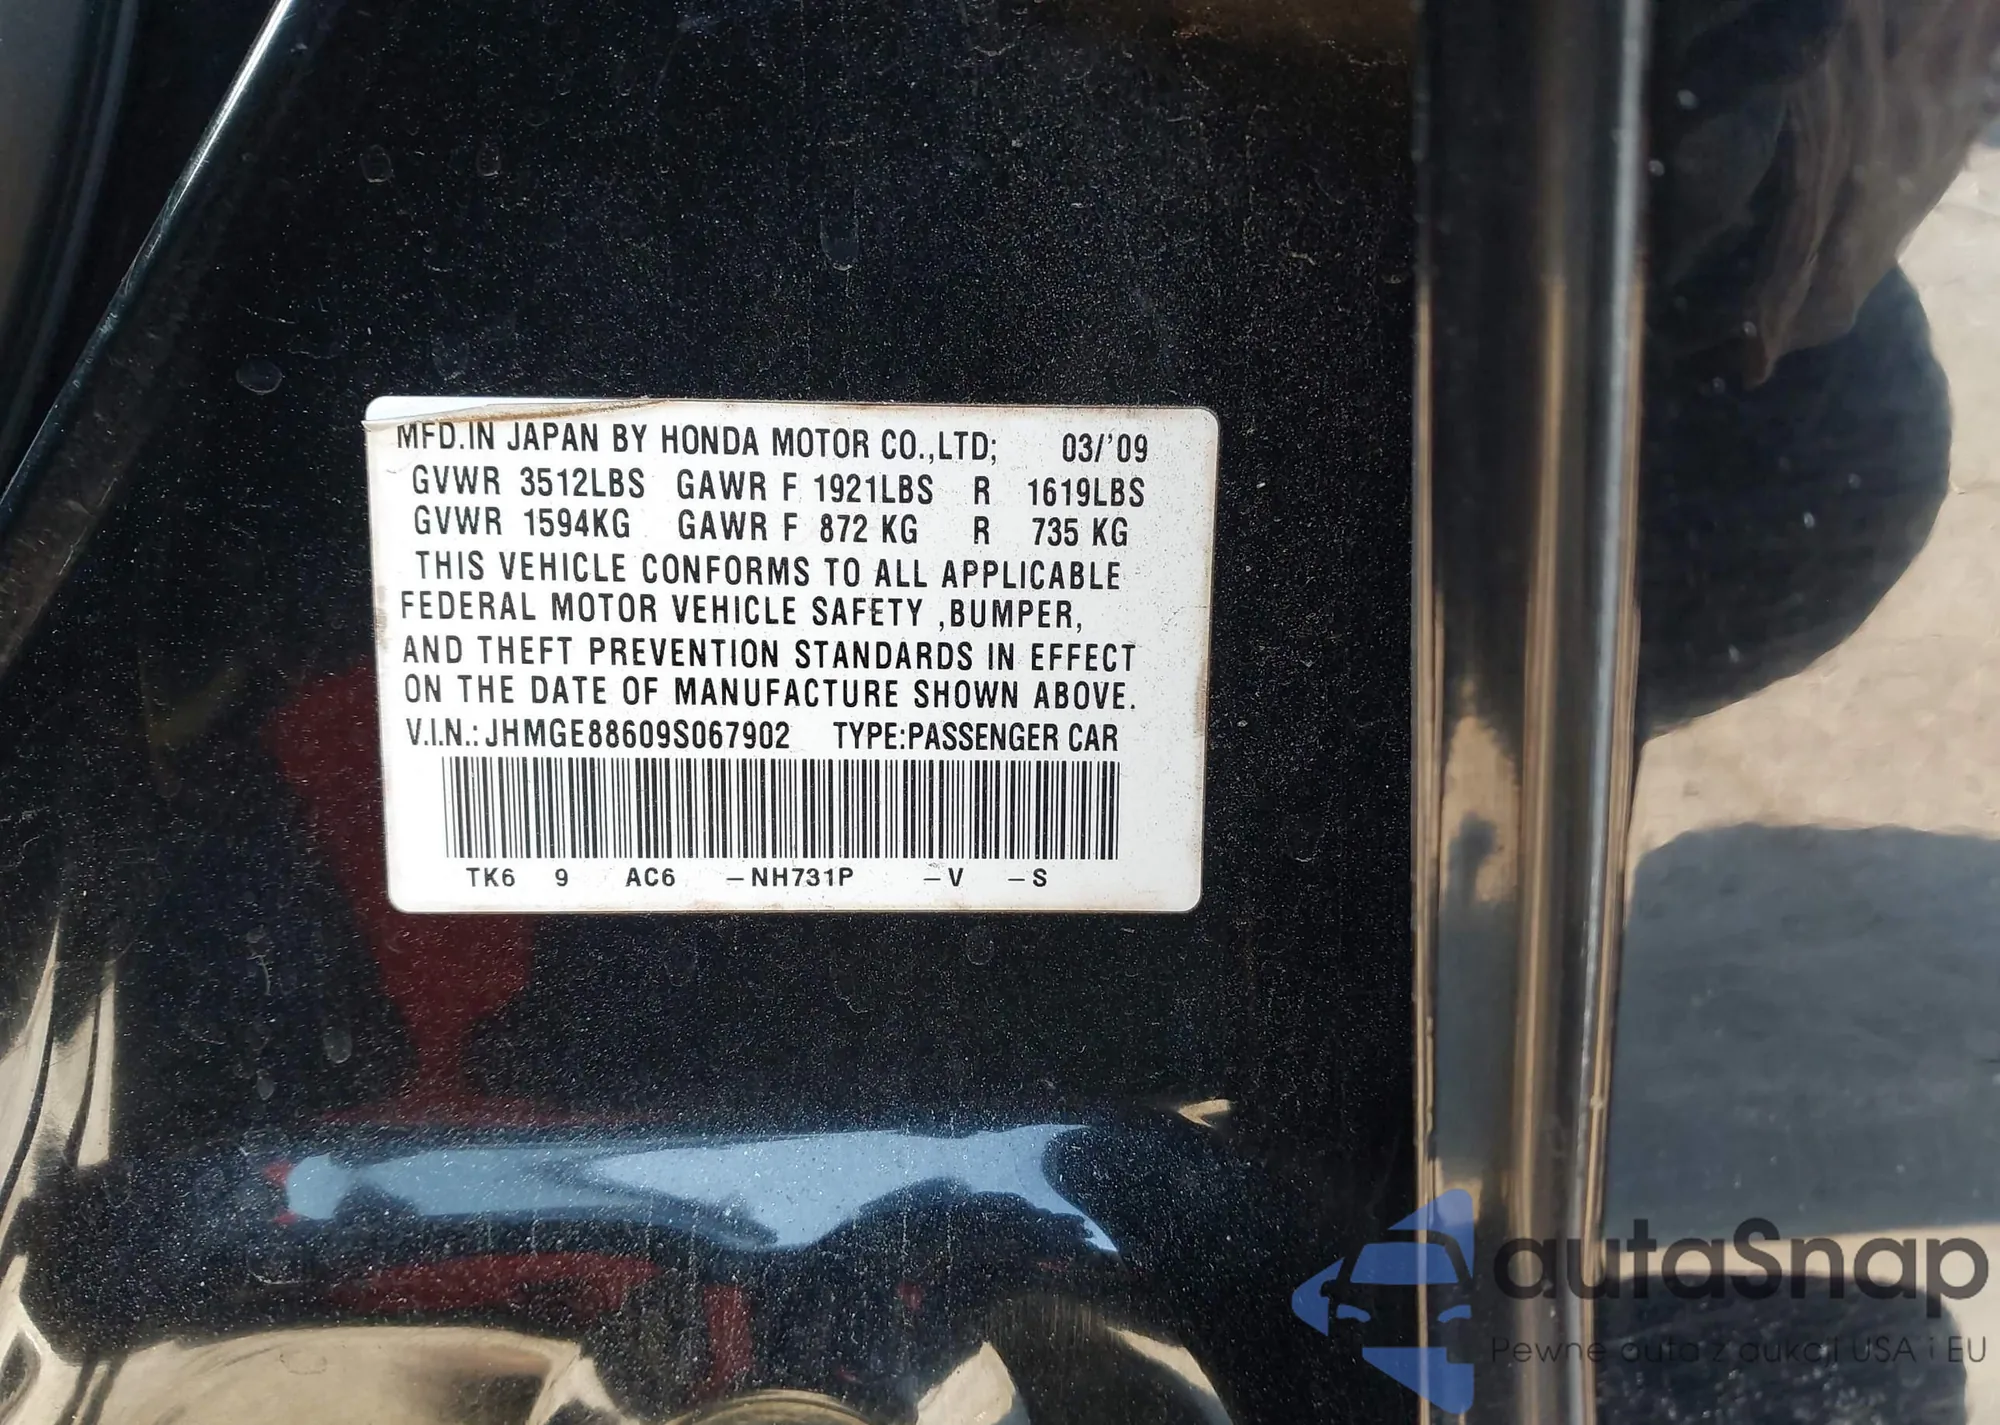 MFD.IN JAPAN BY HONDA MOTOR CO.,LTD; 03/'09
GVWR 3512LBS GAWR F 1921LBS R 1619LBS
GVWR 1594KG GAWR F 872 KG R 735 KG
THIS VEHICLE CONFORMS TO ALL APPLICABLE
FEDERAL MOTOR VEHICLE SAFETY ,BUMPER,
AND THEFT PREVENTION STANDARDS IN EFFECT
ON THE DATE OF MANUFACTURE SHOWN ABOVE.
V.I.N.:JHMGE88609S067902 TYPE:PASSENGER CAR
TK6 9 AC6 -NH731P -V -S
autaSnap
Pewne auta z aukcji USA i EU